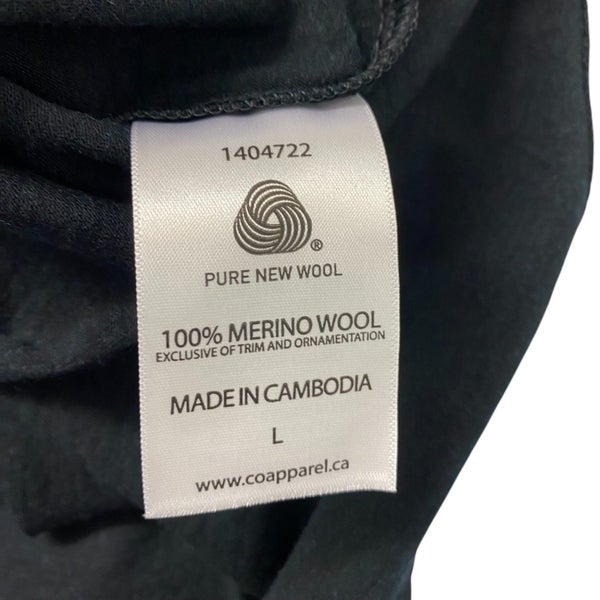 1404722
®
PURE NEW WOOL
100% MERINO WOOL
EXCLUSIVE OF TRIM AND ORNAMENTATION
MADE IN CAMBODIA
L
www.coapparel.ca